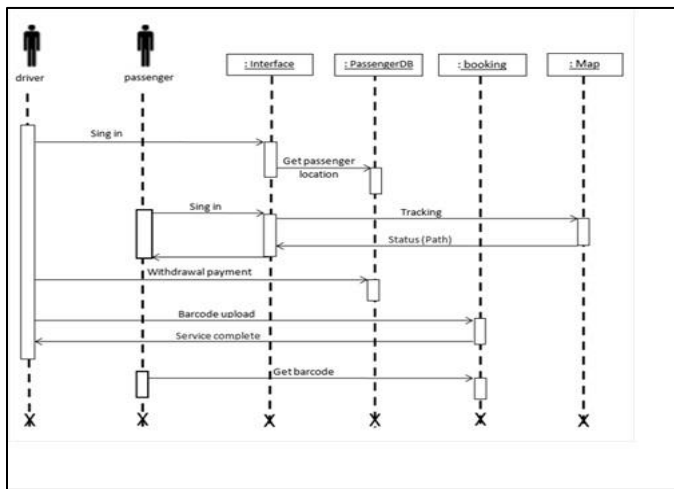 driver
passenger
: Interface
: PassengerDB
: booking
: Map
Sing in
Get passenger
location
Sing in
Tracking
Status (Path)
Withdrawal payment
Barcode upload
Service complete
Get barcode